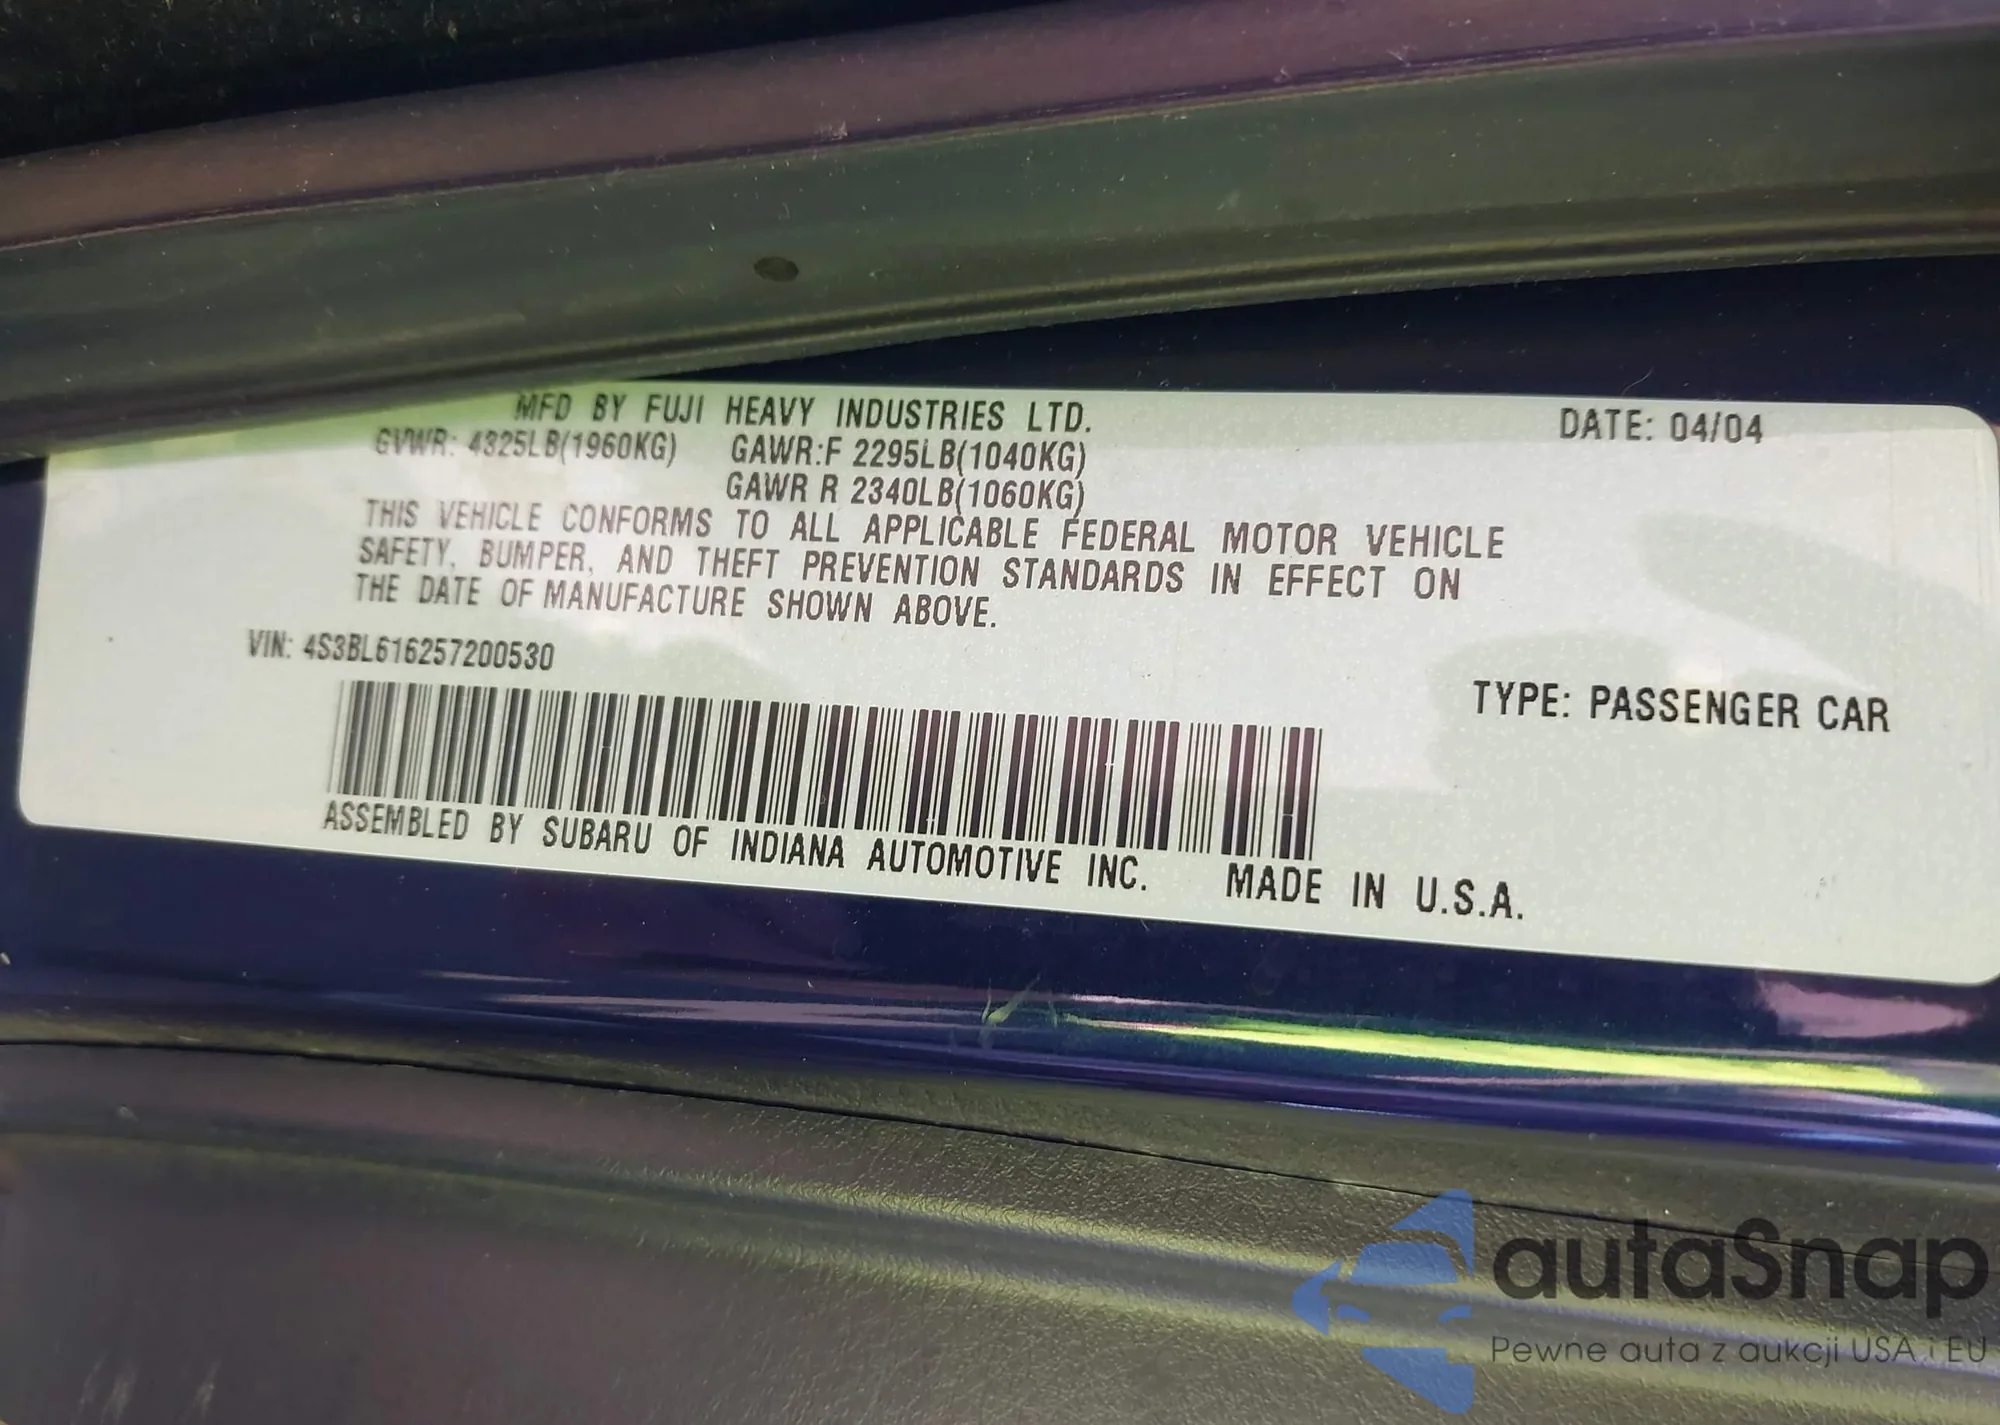 MFD BY FUJI HEAVY INDUSTRIES LTD.
DATE: 04/04
GVWR: 4325LB(1960KG) GAWR:F 2295LB(1040KG)
GAWR R 2340LB(1060KG)
THIS VEHICLE CONFORMS TO ALL APPLICABLE FEDERAL MOTOR VEHICLE
SAFETY, BUMPER, AND THEFT PREVENTION STANDARDS IN EFFECT ON
THE DATE OF MANUFACTURE SHOWN ABOVE.
VIN: 4S3BL616257200530
TYPE: PASSENGER CAR
ASSEMBLED BY SUBARU OF INDIANA AUTOMOTIVE INC. MADE IN U.S.A.
autaSnap
Pewne auta z aukcji USA i EU